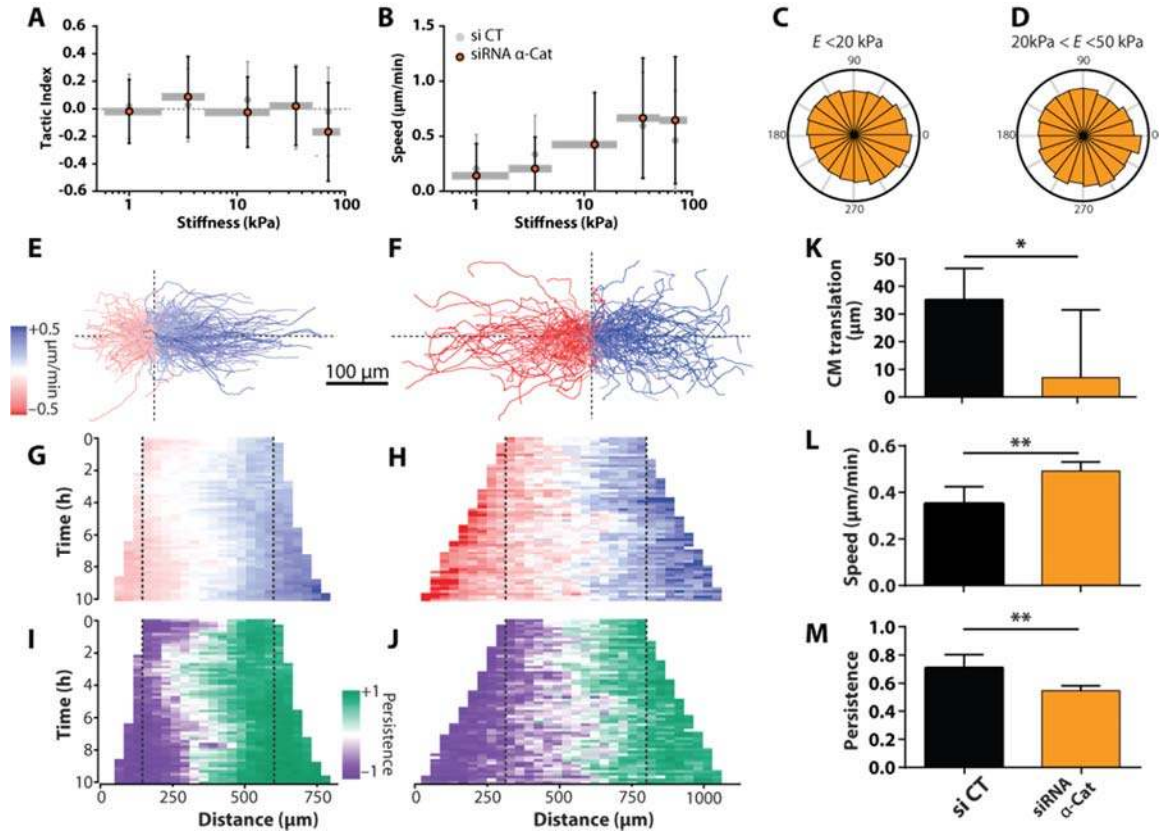 A
B
C
D
E <20 kPa
20kPa < E <50 kPa
0.6
0.4
0.2
0.0
-0.2
-0.4
-0.6
Tactic Index
1
10
100
Stiffness (kPa)
1.5
1.0
0.5
0.0
Speed (µm/min)
si CT
siRNA α-Cat
1
10
100
Stiffness (kPa)
90
180
0
270
90
180
0
270
E
F
K
+0.5
µm/min
−0.5
100 µm
50
40
30
20
10
0
CM translation
(µm)
*
G
H
L
0
2
4
6
8
10
Time (h)
0.6
0.4
0.2
0.0
Speed (µm/min)
**
I
J
M
0
2
4
6
8
10
Time (h)
+1
Persistence
−1
0
250
500
750
Distance (µm)
0
250
500
750
1000
Distance (µm)
1.0
0.8
0.6
0.4
0.2
0.0
Persistence
**
si CT
siRNA
α-Cat